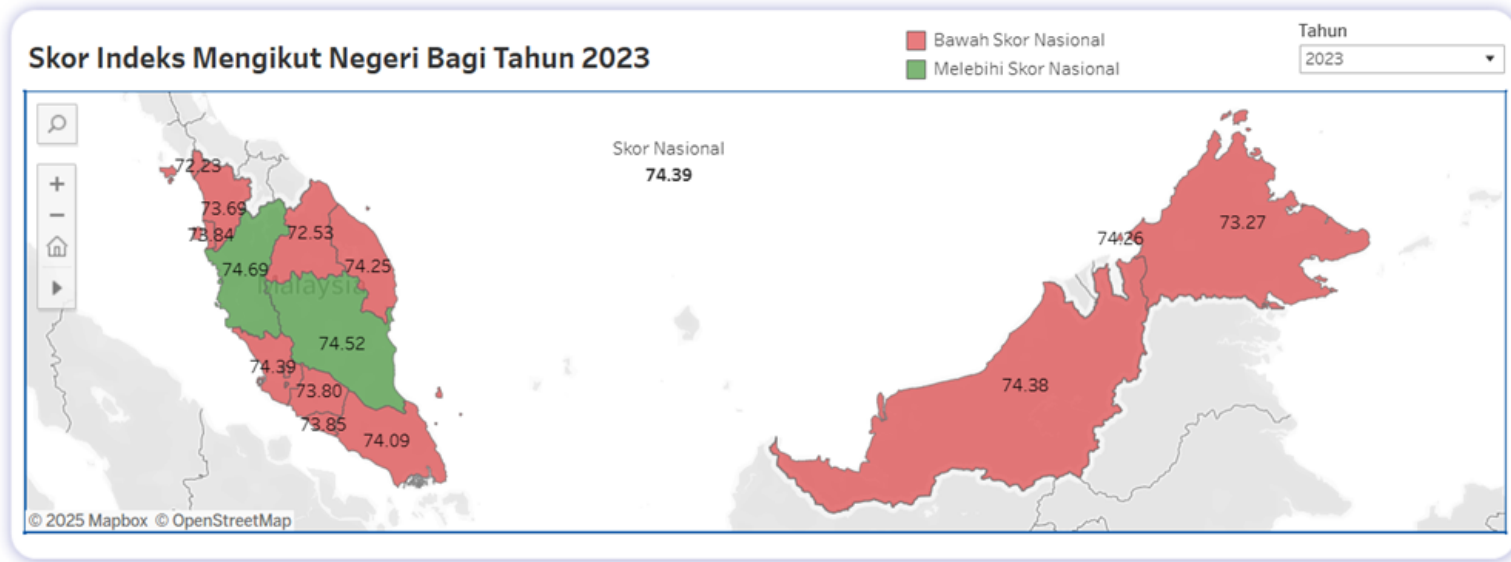 Skor Indeks Mengikut Negeri Bagi Tahun 2023
Bawah Skor Nasional
Melebihi Skor Nasional
Tahun
2023
Skor Nasional
74.39
72.23
73.69
73.84
72.53
74.25
74.69
Malaysia
74.52
74.39
73.80
73.85
74.09
74.26
73.27
74.38
© 2025 Mapbox © OpenStreetMap